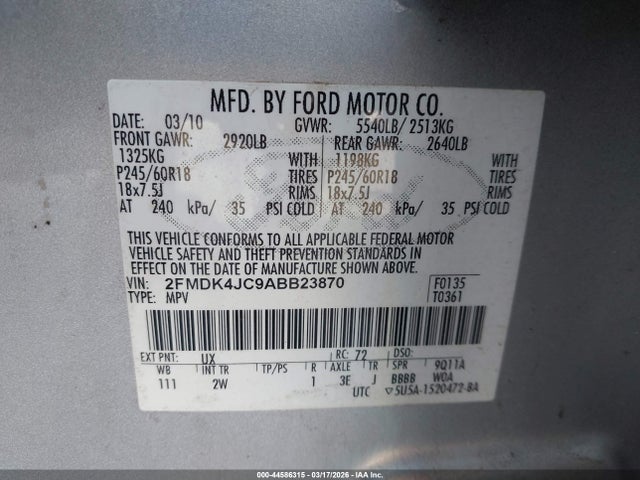 MFD. BY FORD MOTOR CO.
DATE: 03/10 GVWR: 5540LB/ 2513KG
FRONT GAWR: 2920LB REAR GAWR: 2640LB
1325KG WITH 1198KG WITH
P245/60R18 TIRES P245/60R18 TIRES
18x7.5J RIMS 18x7.5J RIMS
AT 240 kPa/ 35 PSI COLD AT 240 kPa/ 35 PSI COLD
THIS VEHICLE CONFORMS TO ALL APPLICABLE FEDERAL MOTOR
VEHICLE SAFETY AND THEFT PREVENTION STANDARDS IN
EFFECT ON THE DATE OF MANUFACTURE SHOWN ABOVE.
VIN: 2FMDK4JC9ABB23870 F0135
TYPE: MPV T0361
EXT PNT: UX RC: 72 DSO:
WB INT TR TP/PS R AXLE TR SPR 9Q11A
111 2W 1 3E J BBBB WOA
UTC ▽5U5A-1520472-BA
000-44586315 - 03/17/2026 - IAAI.COM